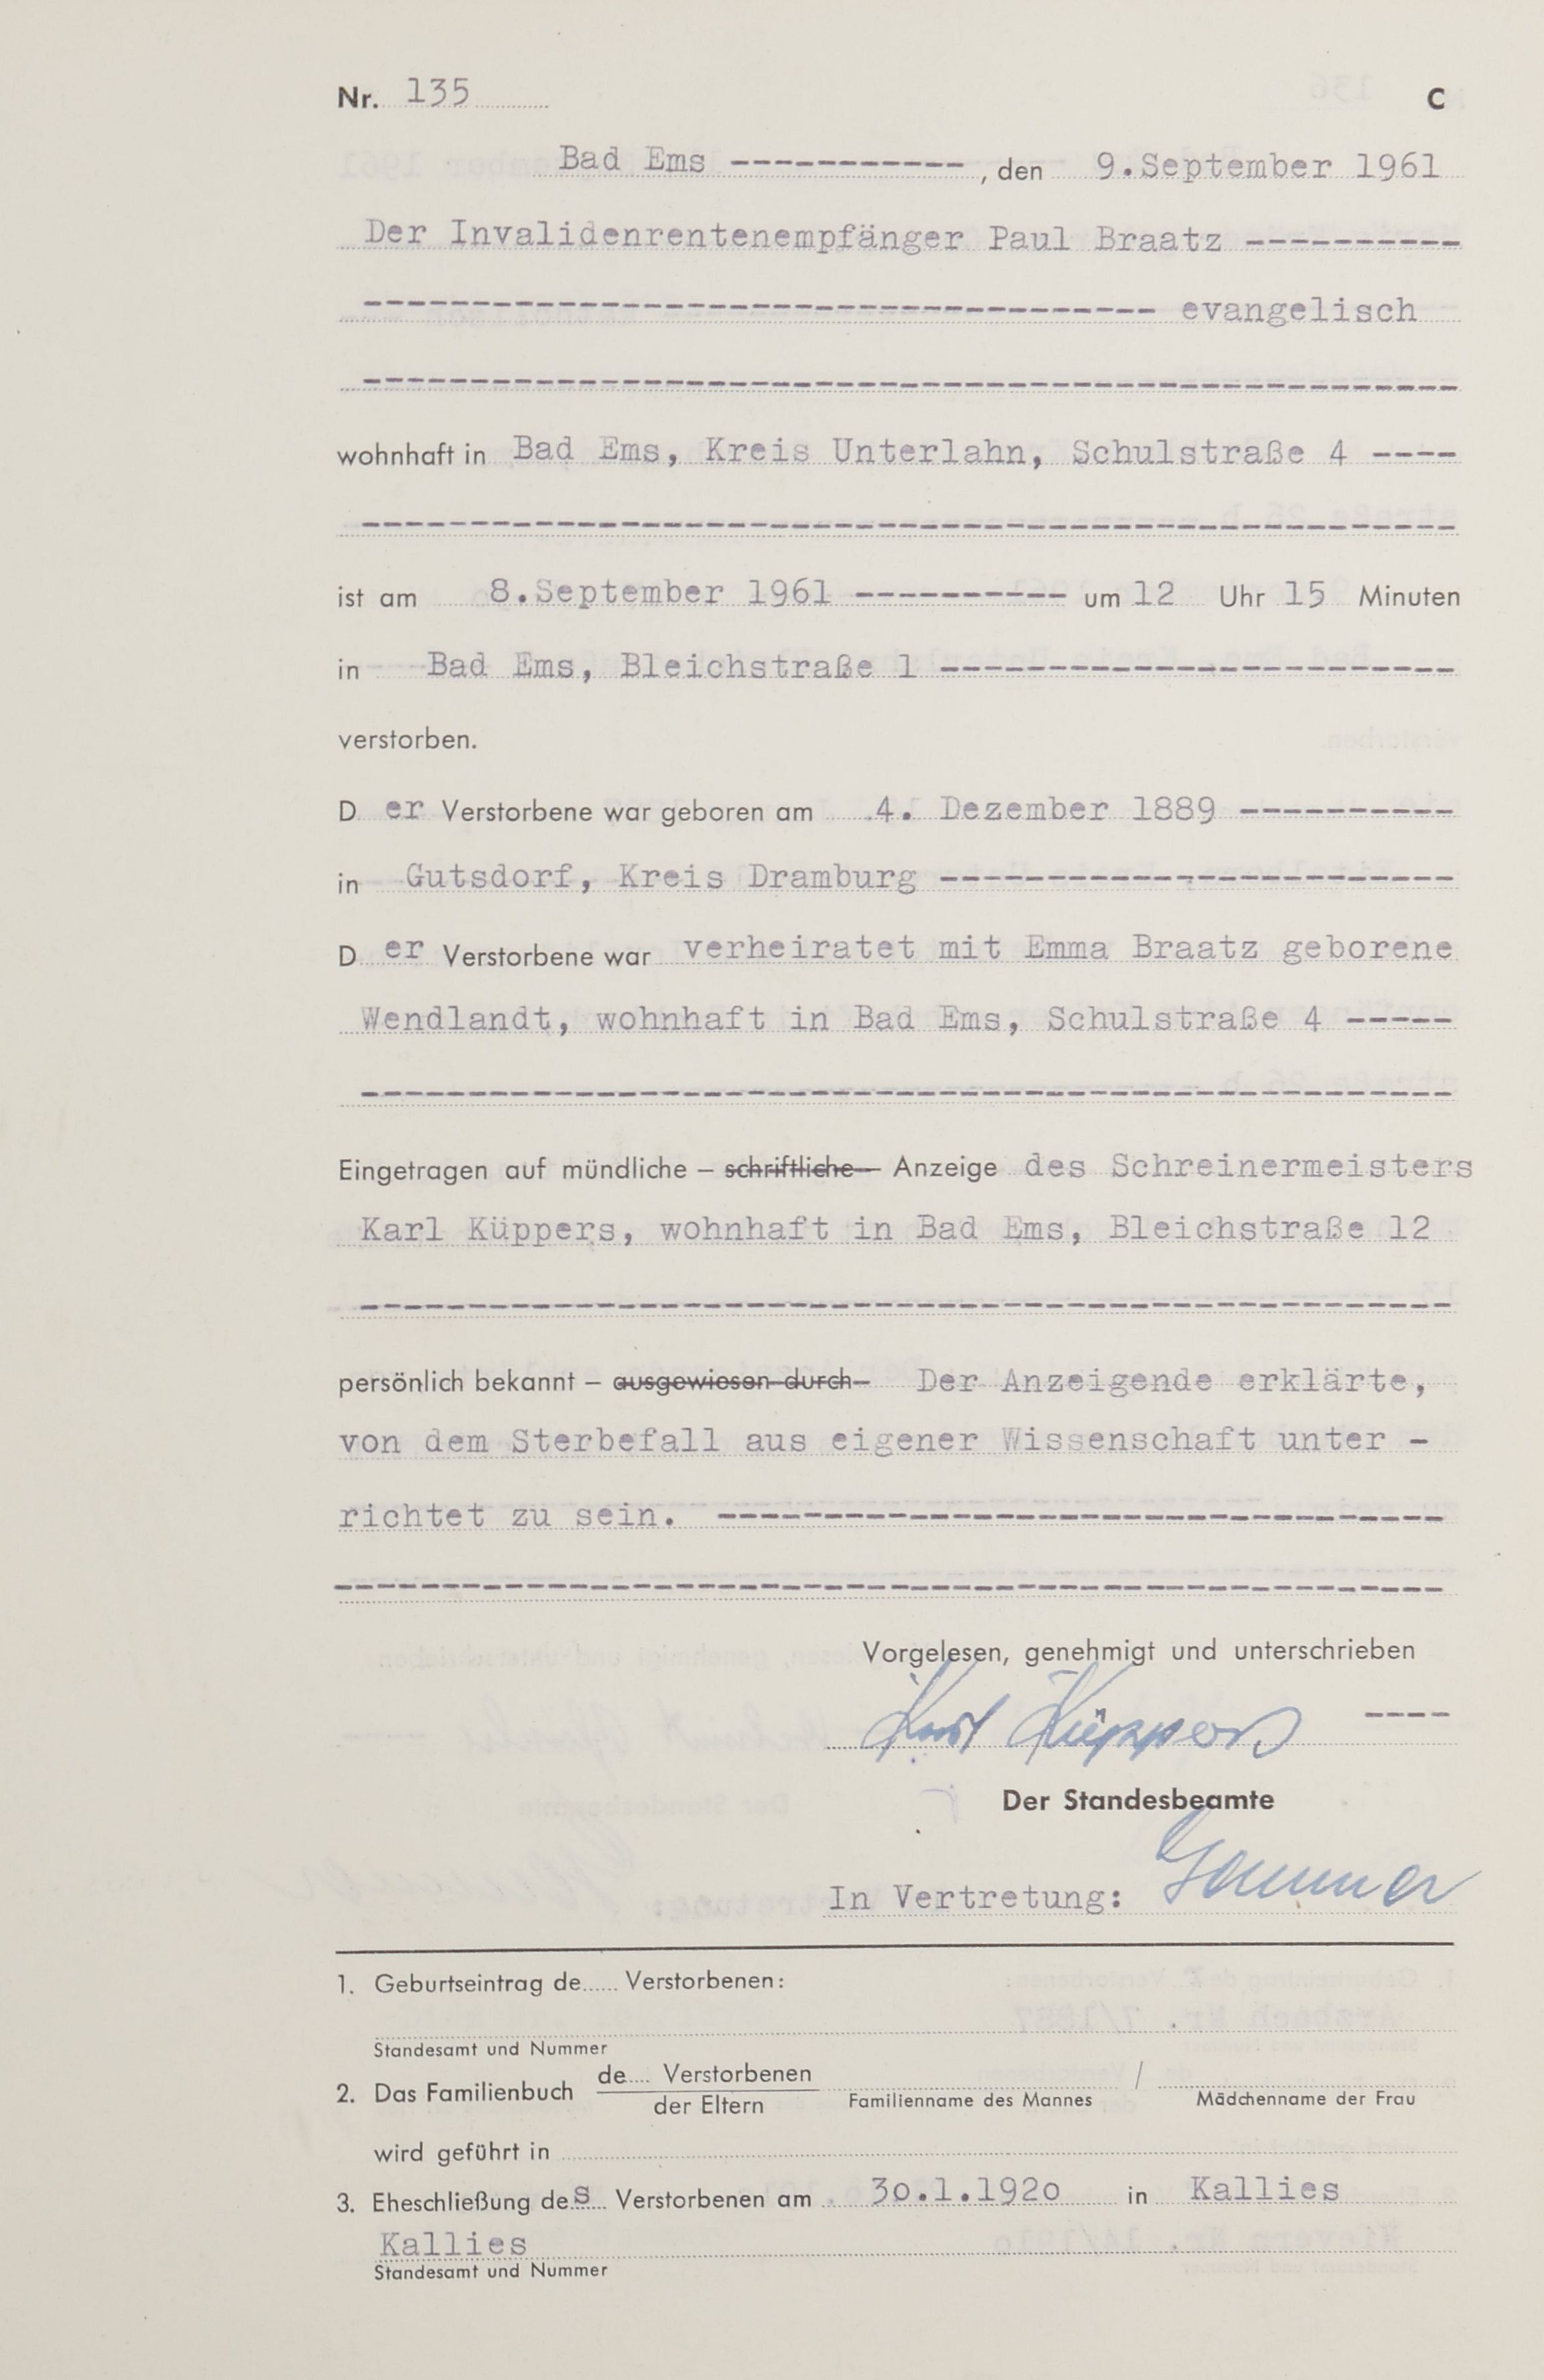 Nr. 135 C
Bad Ems -----------, den 9.September 1961
Der Invalidenrentenempfänger Paul Braatz ----------
------------------------------------- evangelisch
----------------------------------------------------
wohnhaft in Bad Ems, Kreis Unterlahn, Schulstraße 4 ----
---------------------------------------------------
ist am 8.September 1961 ---------- um 12 Uhr 15 Minuten
in Bad Ems, Bleichstraße 1 ------------------------
verstorben.
D er Verstorbene war geboren am 4. Dezember 1889 ----------
in Gutsdorf, Kreis Dramburg ------------------------
D er Verstorbene war verheiratet mit Emma Braatz geborene
Wendlandt, wohnhaft in Bad Ems, Schulstraße 4 -----
---------------------------------------------------
Eingetragen auf mündliche – schriftliche – Anzeige des Schreinermeisters
Karl Küppers, wohnhaft in Bad Ems, Bleichstraße 12
---------------------------------------------------
persönlich bekannt – ausgewiesen durch – Der Anzeigende erklärte,
von dem Sterbefall aus eigener Wissenschaft unter -
richtet zu sein. ----------------------------------
----------------------------------------------------
Vorgelesen, genehmigt und unterschrieben
Karl Küppers ----
Der Standesbeamte
In Vertretung:
1. Geburtseintrag de...... Verstorbenen:
Standesamt und Nummer
2. Das Familienbuch de.... Verstorbenen / 
der Eltern Familienname des Mannes Mädchenname der Frau
wird geführt in
3. Eheschließung des Verstorbenen am 30.1.1920 in Kallies
Kallies
Standesamt und Nummer